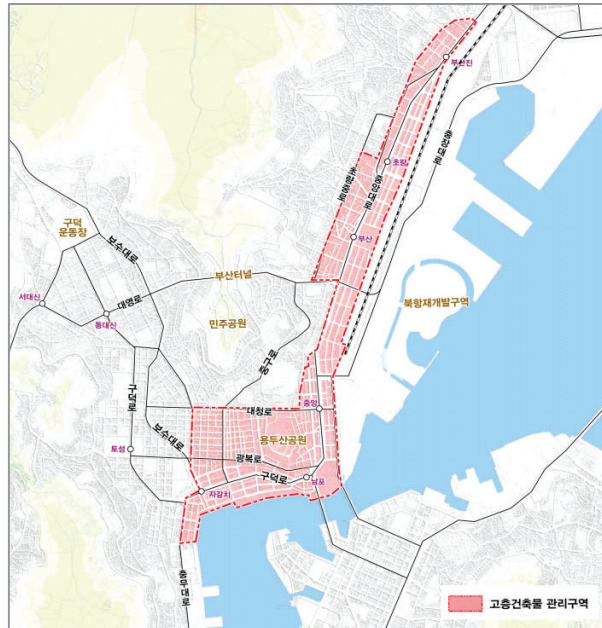 부산진
충장대로
초량
초량중로
중앙대로
구덕
운동장
보수대로
부산
서대신
부산터널
대영로
동대신
민주공원
북항재개발구역
중구로
구덕로
대청로
중앙
보수대로
용두산공원
토성
광복로
구덕로
남포
자갈치
충무대로
고층건축물 관리구역